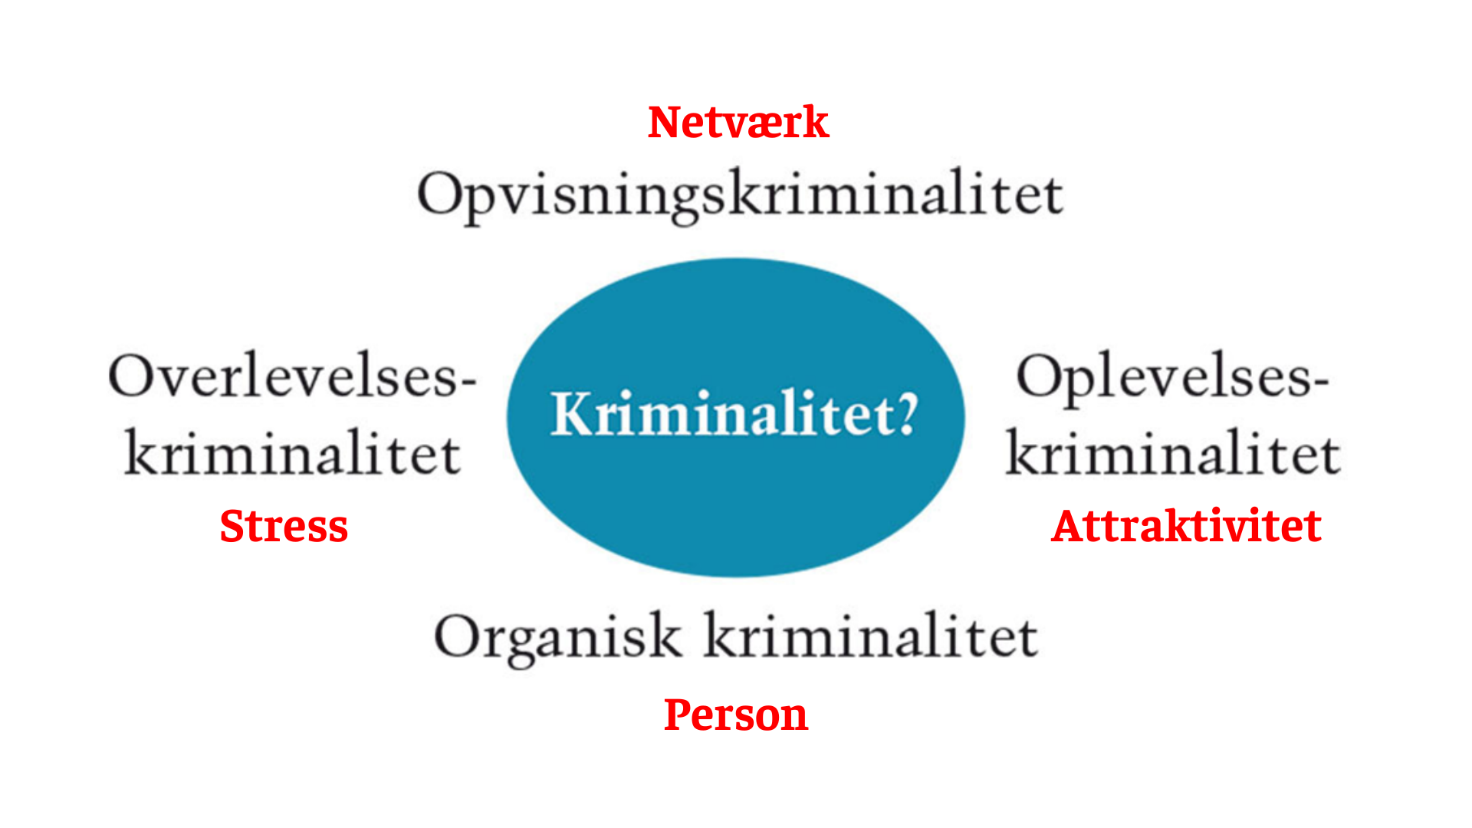 Netværk
Opvisningskriminalitet
Overlevelses-
kriminalitet
Stress
Kriminalitet?
Oplevelses-
kriminalitet
Attraktivitet
Organisk kriminalitet
Person